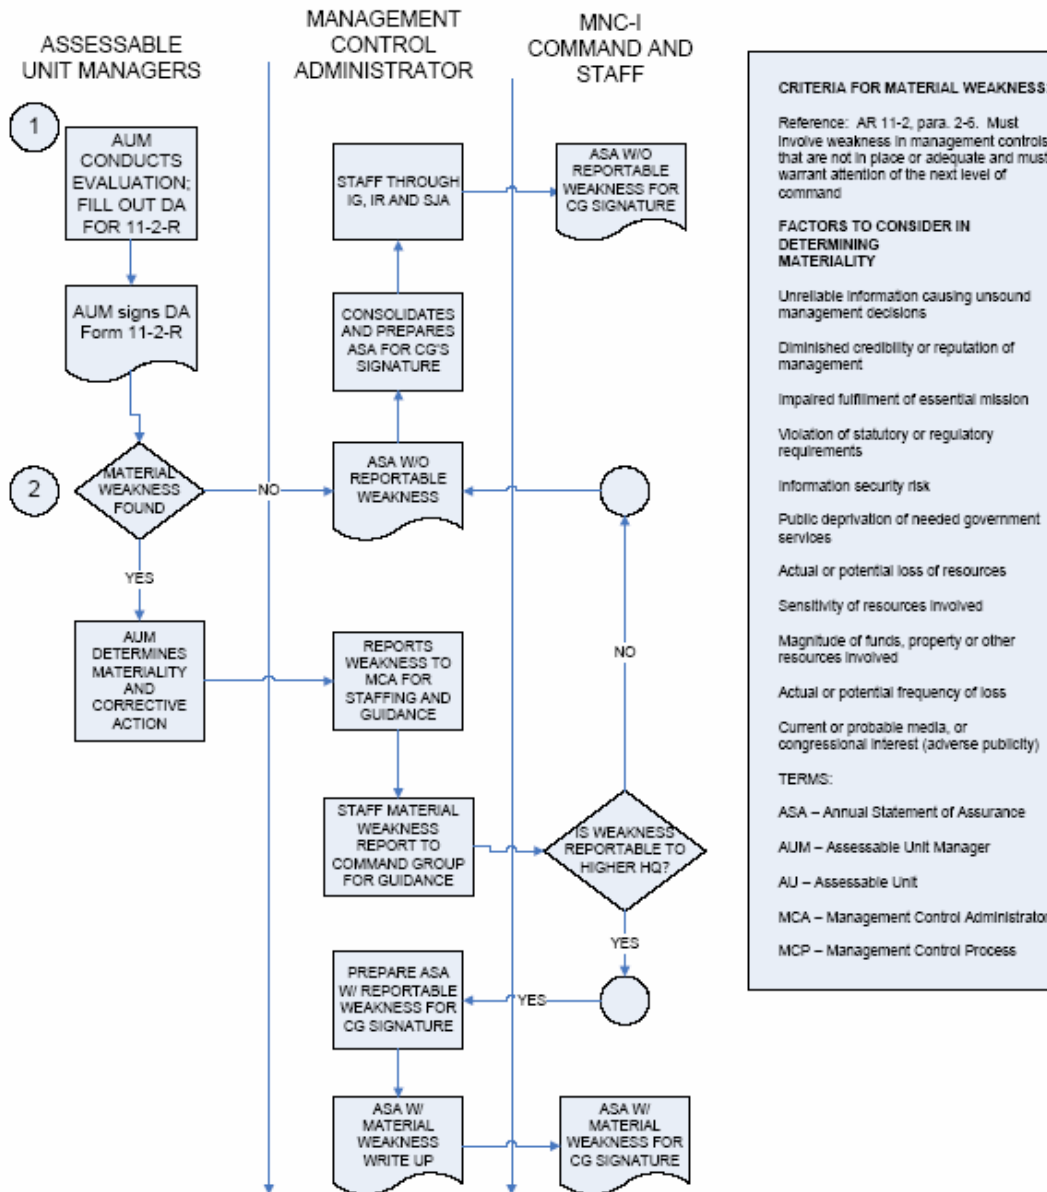 ASSESSABLE
UNIT MANAGERS
MANAGEMENT
CONTROL
ADMINISTRATOR
MNC-I
COMMAND AND
STAFF
1
AUM
CONDUCTS
EVALUATION;
FILL OUT DA
FOR 11-2-R
AUM signs DA
Form 11-2-R
2
MATERIAL
WEAKNESS
FOUND
NO
YES
AUM
DETERMINES
MATERIALITY
AND
CORRECTIVE
ACTION
STAFF THROUGH
IG, IR AND SJA
CONSOLIDATES
AND PREPARES
ASA FOR CG'S
SIGNATURE
ASA W/O
REPORTABLE
WEAKNESS
REPORTS
WEAKNESS TO
MCA FOR
STAFFING AND
GUIDANCE
STAFF MATERIAL
WEAKNESS
REPORT TO
COMMAND GROUP
FOR GUIDANCE
PREPARE ASA
W/ REPORTABLE
WEAKNESS FOR
CG SIGNATURE
ASA W/
MATERIAL
WEAKNESS
WRITE UP
ASA W/O
REPORTABLE
WEAKNESS FOR
CG SIGNATURE
NO
IS WEAKNESS
REPORTABLE TO
HIGHER HQ?
YES
YES
ASA W/
MATERIAL
WEAKNESS FOR
CG SIGNATURE
CRITERIA FOR MATERIAL WEAKNESS:
Reference: AR 11-2, para. 2-6. Must
involve weakness in management controls
that are not in place or adequate and must
warrant attention of the next level of
command
FACTORS TO CONSIDER IN
DETERMINING
MATERIALITY
Unreliable information causing unsound
management decisions
Diminished credibility or reputation of
management
Impaired fulfillment of essential mission
Violation of statutory or regulatory
requirements
Information security risk
Public deprivation of needed government
services
Actual or potential loss of resources
Sensitivity of resources involved
Magnitude of funds, property or other
resources involved
Actual or potential frequency of loss
Current or probable media, or
congressional interest (adverse publicity)
TERMS:
ASA – Annual Statement of Assurance
AUM – Assessable Unit Manager
AU – Assessable Unit
MCA – Management Control Administrator
MCP – Management Control Process